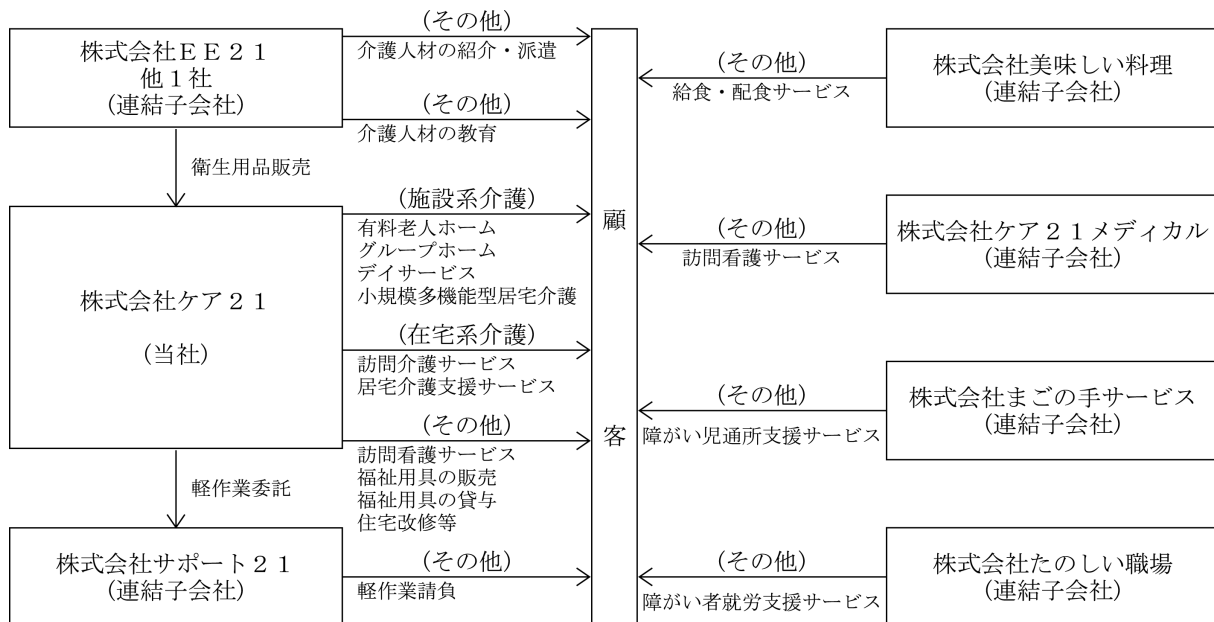 株式会社ＥＥ２１
他１社
(連結子会社)
(その他)
介護人材の紹介・派遣
(その他)
介護人材の教育
衛生用品販売
株式会社ケア２１
(当社)
(施設系介護)
有料老人ホーム
グループホーム
デイサービス
小規模多機能型居宅介護
(在宅系介護)
訪問介護サービス
居宅介護支援サービス
(その他)
訪問看護サービス
福祉用具の販売
福祉用具の貸与
住宅改修等
軽作業委託
株式会社サポート２１
(連結子会社)
(その他)
軽作業請負
顧
客
(その他)
給食・配食サービス
株式会社美味しい料理
(連結子会社)
(その他)
訪問看護サービス
株式会社ケア２１メディカル
(連結子会社)
(その他)
障がい児通所支援サービス
株式会社まごの手サービス
(連結子会社)
(その他)
障がい者就労支援サービス
株式会社たのしい職場
(連結子会社)